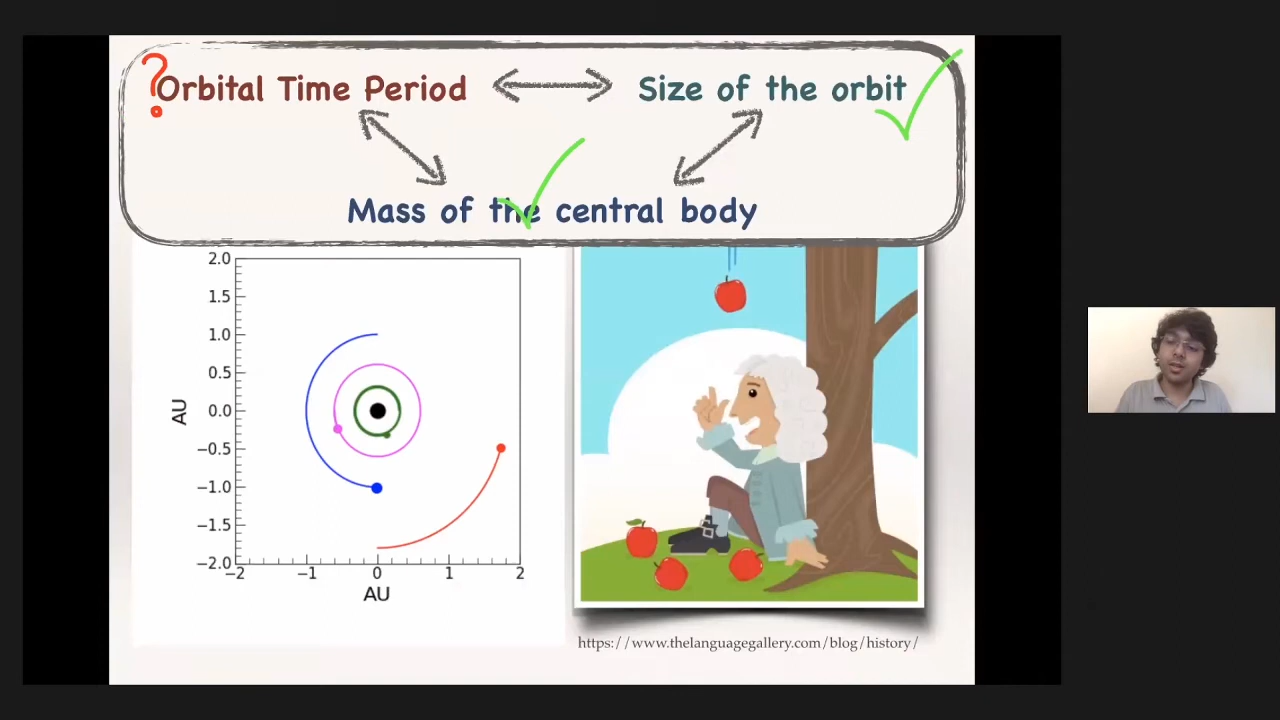 ?
Orbital Time Period
Size of the orbit
Mass of the central body
2.0
1.5
1.0
0.5
0.0
−0.5
−1.0
−1.5
−2.0
AU
−2
−1
0
1
2
AU
https://www.thelanguagegallery.com/blog/history/